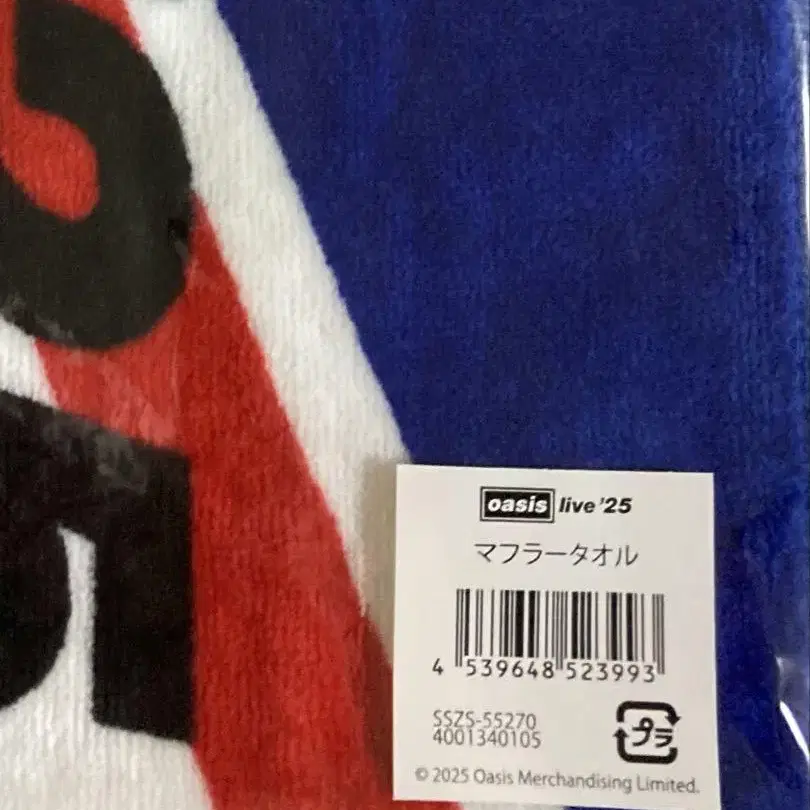 oasis live '25
マフラータオル
4 539648 523993
SSZS-55270
4001340105
プラ
© 2025 Oasis Merchandising Limited.